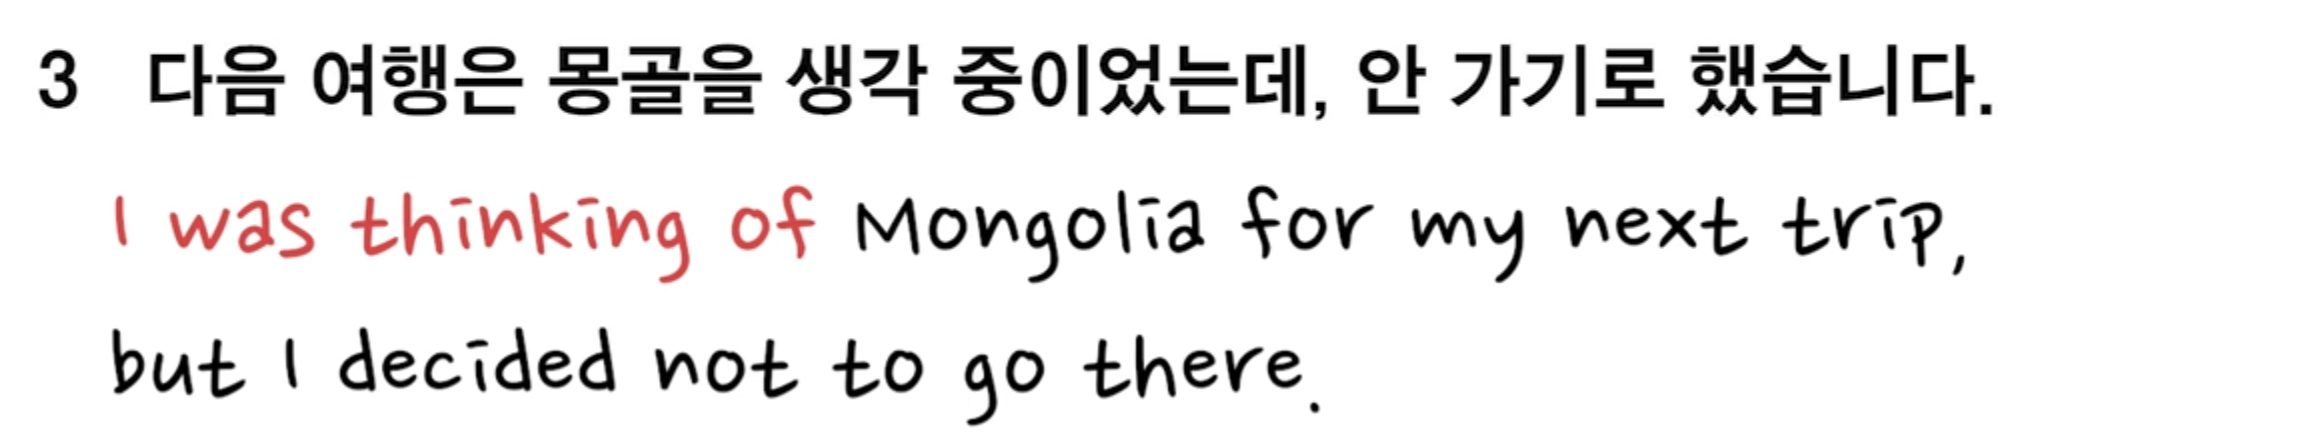 3 다음 여행은 몽골을 생각 중이었는데, 안 가기로 했습니다.
I was thinking of Mongolia for my next trip,
but I decided not to go there.